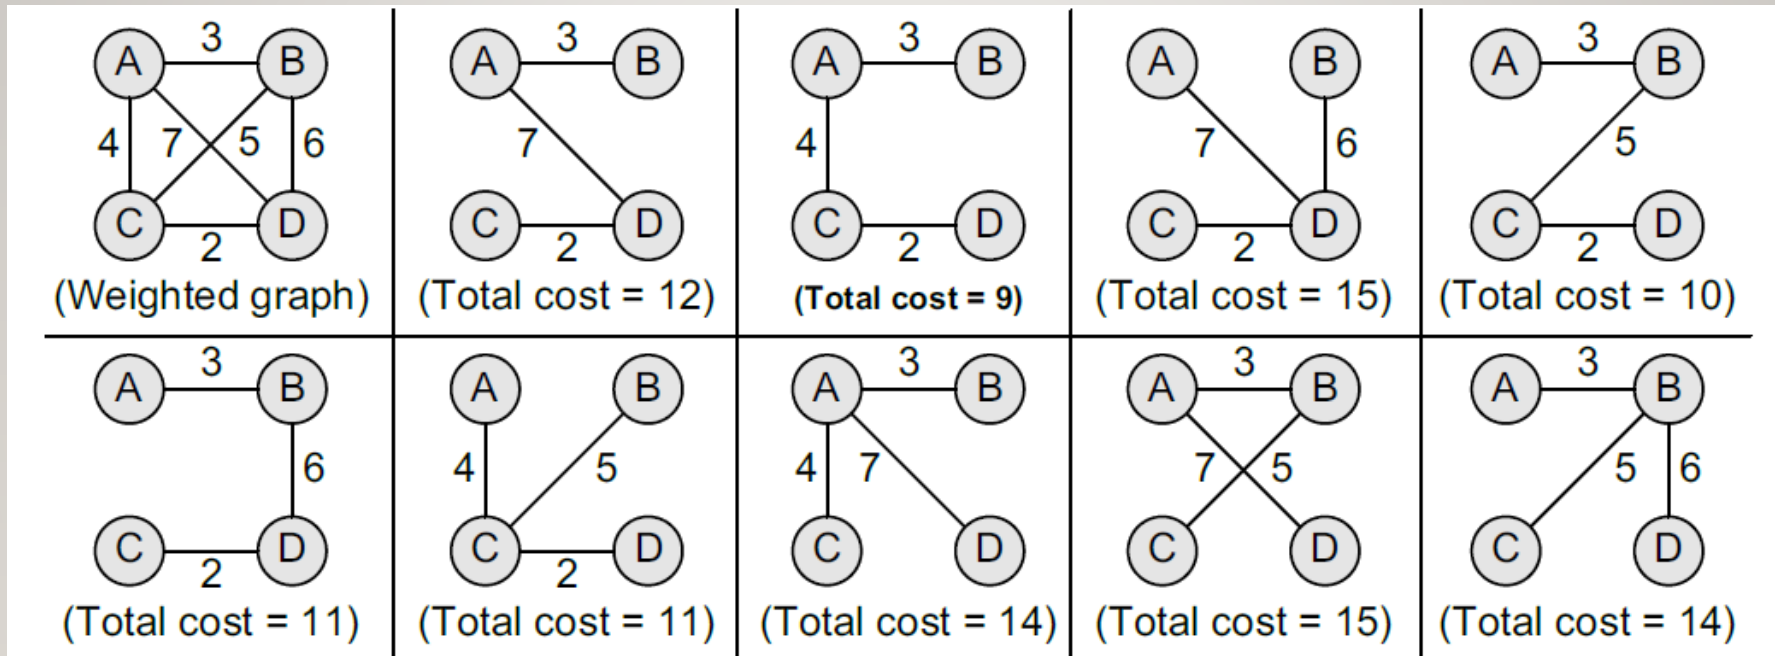 A 3 B
4 7 5 6
C 2 D
(Weighted graph)
A 3 B
7
C 2 D
(Total cost = 12)
A 3 B
4
C 2 D
(Total cost = 9)
A B
7 6
C 2 D
(Total cost = 15)
A 3 B
5
C 2 D
(Total cost = 10)
A 3 B
6
C 2 D
(Total cost = 11)
A B
4 5
C 2 D
(Total cost = 11)
A 3 B
4 7
C D
(Total cost = 14)
A 3 B
7 5
C D
(Total cost = 15)
A 3 B
5 6
C D
(Total cost = 14)